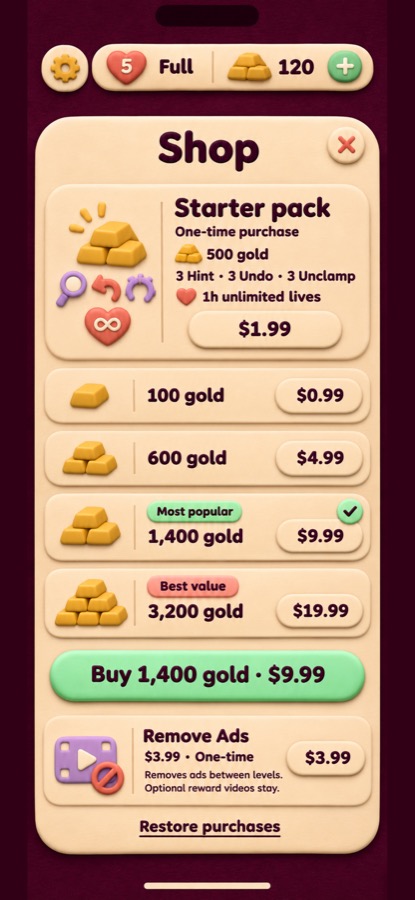 5 Full 120
Shop
Starter pack
One-time purchase
500 gold
3 Hint • 3 Undo • 3 Unclamp
1h unlimited lives
$1.99
100 gold $0.99
600 gold $4.99
Most popular
1,400 gold $9.99
Best value
3,200 gold $19.99
Buy 1,400 gold · $9.99
Remove Ads
$3.99 • One-time $3.99
Removes ads between levels.
Optional reward videos stay.
Restore purchases